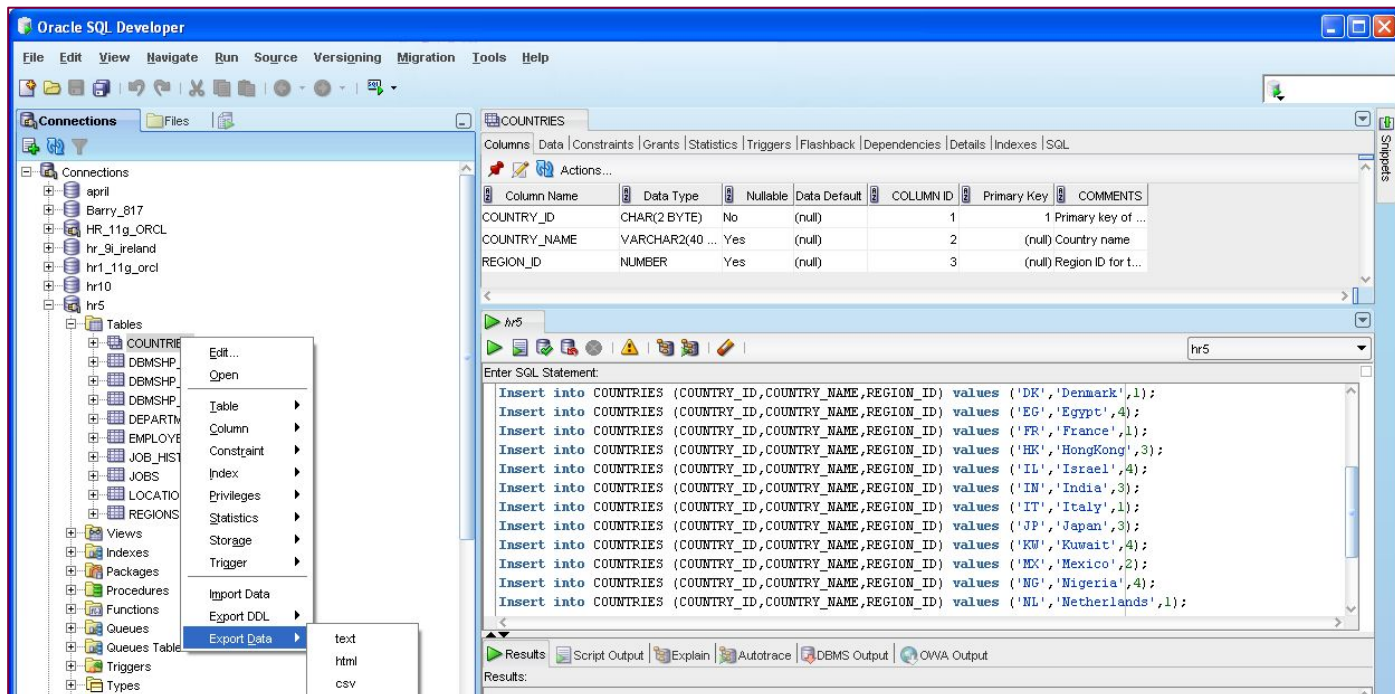 Oracle SQL Developer
File Edit View Navigate Run Source Versioning Migration Tools Help
Connections Files
Connections
april
Barry_817
HR_11g_ORCL
hr_9i_ireland
hr1_11g_orcl
hr10
hr5
Tables
COUNTRIE
DBMSHP_
DBMSHP_
DBMSHP_
DEPARTM
EMPLOYE
JOB_HIST
JOBS
LOCATIO
REGIONS
Views
Indexes
Packages
Procedures
Functions
Queues
Queues Table
Triggers
Types
Edit...
Open
Table
Column
Constraint
Index
Privileges
Statistics
Storage
Trigger
Import Data
Export DDL
Export Data
text
html
csv
COUNTRIES
Columns Data Constraints Grants Statistics Triggers Flashback Dependencies Details Indexes SQL
Actions...
Column Name Data Type Nullable Data Default COLUMN ID Primary Key COMMENTS
COUNTRY_ID CHAR(2 BYTE) No (null) 1 1 Primary key of ...
COUNTRY_NAME VARCHAR2(40 ... Yes (null) 2 (null) Country name
REGION_ID NUMBER Yes (null) 3 (null) Region ID for t...
hr5
hr5
Enter SQL Statement:
Insert into COUNTRIES (COUNTRY_ID,COUNTRY_NAME,REGION_ID) values ('DK','Denmark',1);
Insert into COUNTRIES (COUNTRY_ID,COUNTRY_NAME,REGION_ID) values ('EG','Egypt',4);
Insert into COUNTRIES (COUNTRY_ID,COUNTRY_NAME,REGION_ID) values ('FR','France',1);
Insert into COUNTRIES (COUNTRY_ID,COUNTRY_NAME,REGION_ID) values ('HK','HongKong',3);
Insert into COUNTRIES (COUNTRY_ID,COUNTRY_NAME,REGION_ID) values ('IL','Israel',4);
Insert into COUNTRIES (COUNTRY_ID,COUNTRY_NAME,REGION_ID) values ('IN','India',3);
Insert into COUNTRIES (COUNTRY_ID,COUNTRY_NAME,REGION_ID) values ('IT','Italy',1);
Insert into COUNTRIES (COUNTRY_ID,COUNTRY_NAME,REGION_ID) values ('JP','Japan',3);
Insert into COUNTRIES (COUNTRY_ID,COUNTRY_NAME,REGION_ID) values ('KW','Kuwait',4);
Insert into COUNTRIES (COUNTRY_ID,COUNTRY_NAME,REGION_ID) values ('MX','Mexico',2);
Insert into COUNTRIES (COUNTRY_ID,COUNTRY_NAME,REGION_ID) values ('NG','Nigeria',4);
Insert into COUNTRIES (COUNTRY_ID,COUNTRY_NAME,REGION_ID) values ('NL','Netherlands',1);
Results Script Output Explain Autotrace DBMS Output OWA Output
Results:
Snippets